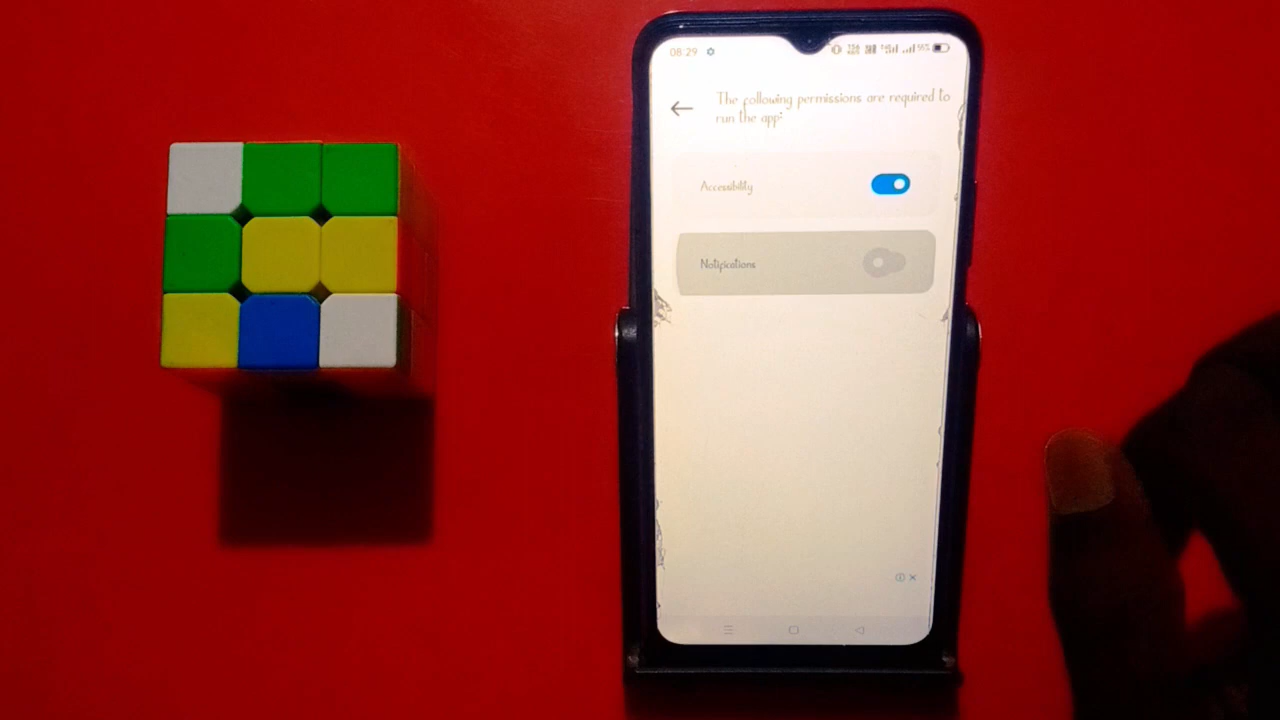 08:29
The following permissions are required to
run the app:
Accessibility
Notifications